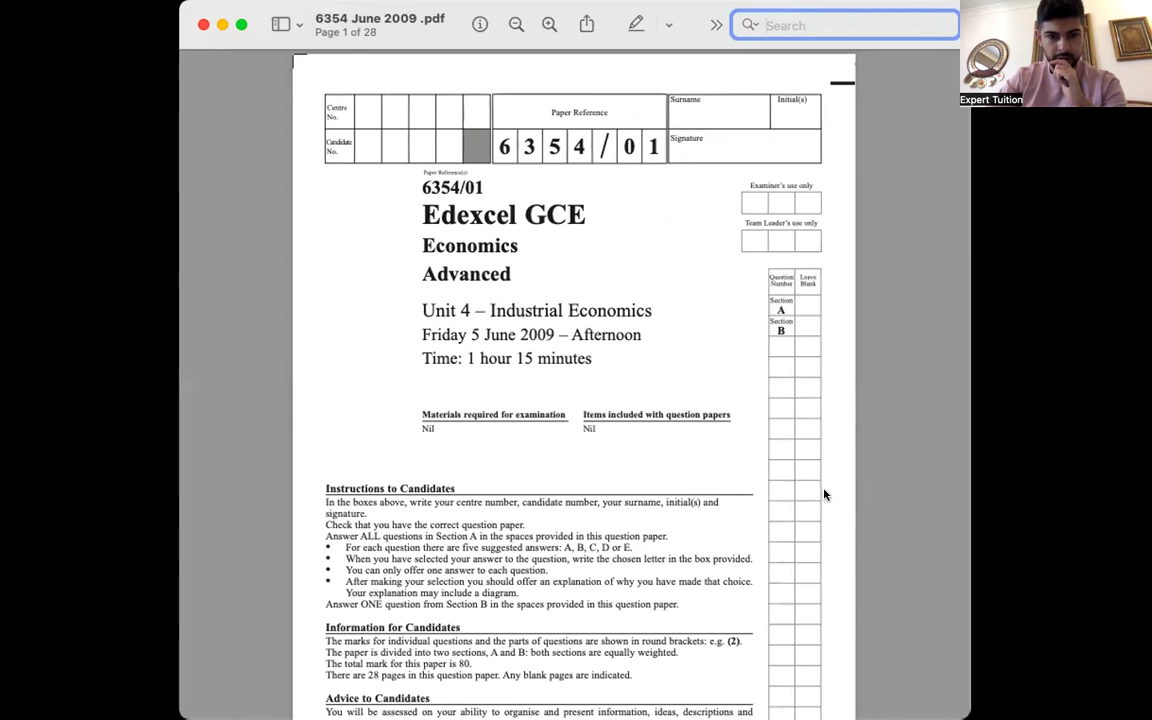 6354 June 2009 .pdf
Page 1 of 28
Search
Expert Tuition
Centre No.
Paper Reference
Surname
Initial(s)
Candidate No.
6 3 5 4 / 0 1
Signature
Paper Reference(s)
6354/01
Examiner's use only
Edexcel GCE
Team Leader's use only
Economics
Advanced
Question Number
Leave Blank
Unit 4 – Industrial Economics
Section A
Friday 5 June 2009 – Afternoon
Section B
Time: 1 hour 15 minutes
Materials required for examination
Items included with question papers
Nil
Nil
Instructions to Candidates
In the boxes above, write your centre number, candidate number, your surname, initial(s) and
signature.
Check that you have the correct question paper.
Answer ALL questions in Section A in the spaces provided in this question paper.
• For each question there are five suggested answers: A, B, C, D or E.
• When you have selected your answer to the question, write the chosen letter in the box provided.
• You can only offer one answer to each question.
• After making your selection you should offer an explanation of why you have made that choice.
Your explanation may include a diagram.
Answer ONE question from Section B in the spaces provided in this question paper.
Information for Candidates
The marks for individual questions and the parts of questions are shown in round brackets: e.g. (2).
The paper is divided into two sections, A and B: both sections are equally weighted.
The total mark for this paper is 80.
There are 28 pages in this question paper. Any blank pages are indicated.
Advice to Candidates
You will be assessed on your ability to organise and present information, ideas, descriptions and